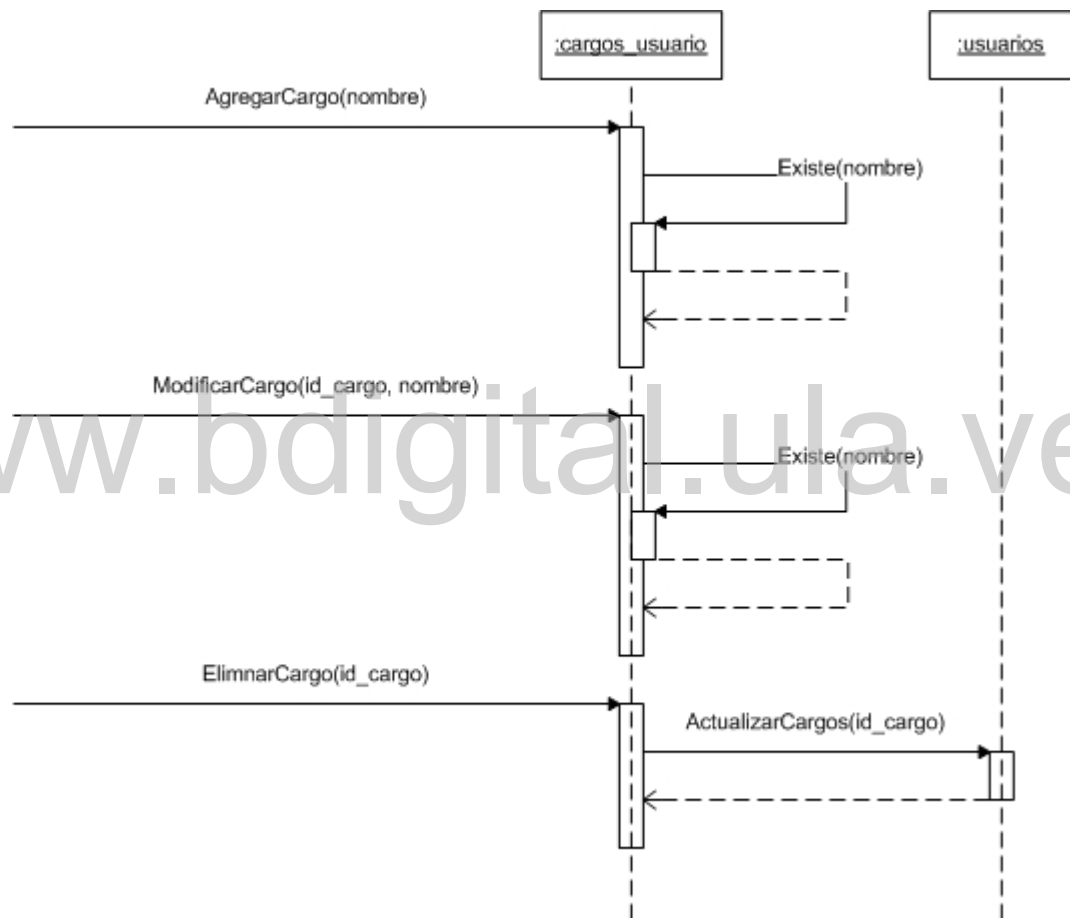 :cargos_usuario
:usuarios
AgregarCargo(nombre)
Existe(nombre)
ModificarCargo(id_cargo, nombre)
www.bdigital.ula.ve
Existe(nombre)
ElimnarCargo(id_cargo)
ActualizarCargos(id_cargo)